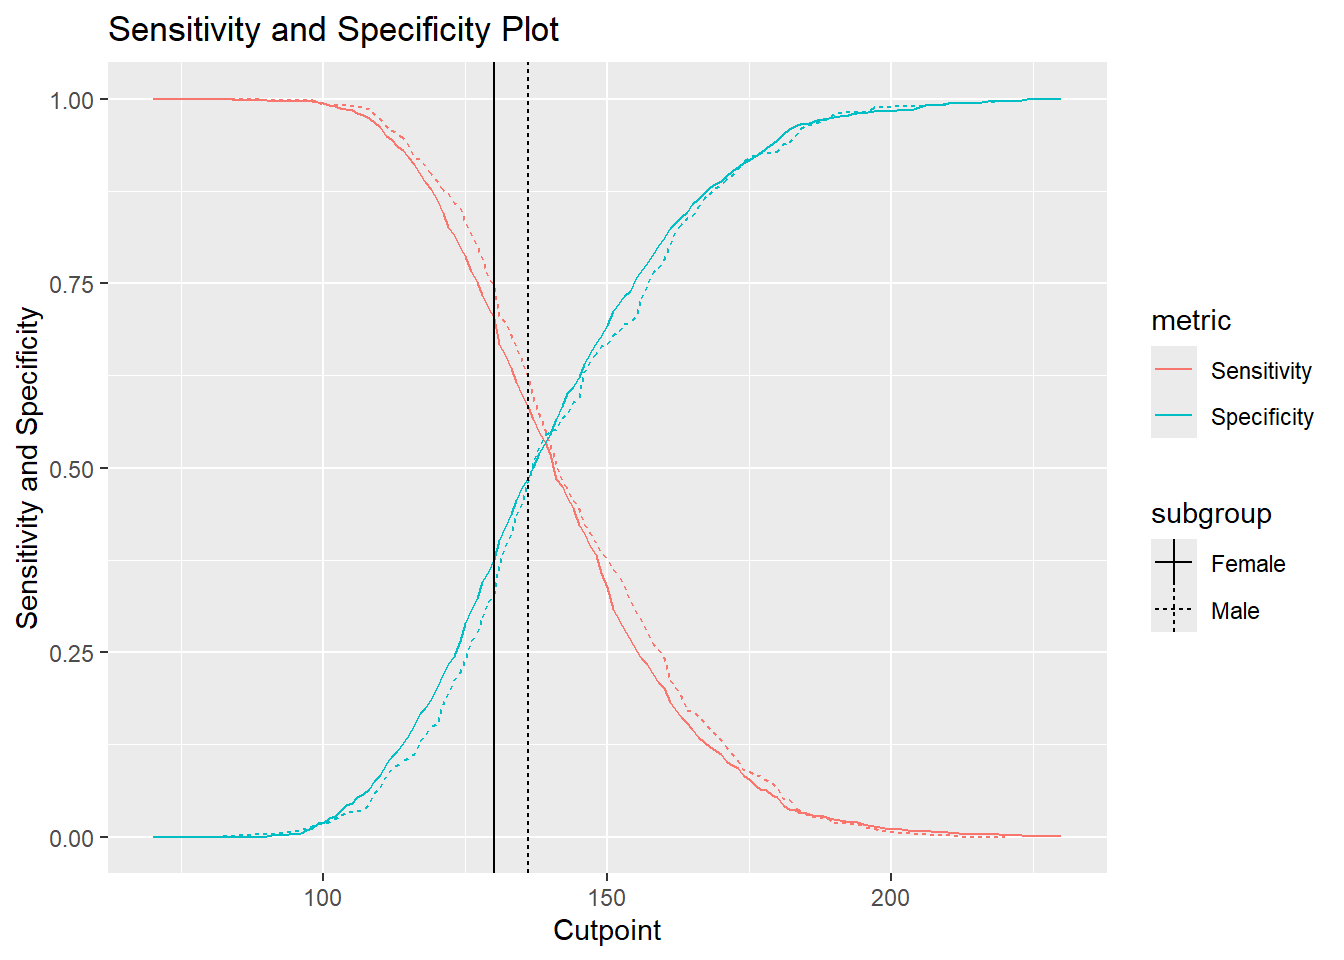 Sensitivity and Specificity Plot
1.00
0.75
0.50
0.25
0.00
Sensitivity and Specificity
100
150
200
Cutpoint
metric
Sensitivity
Specificity
subgroup
Female
Male